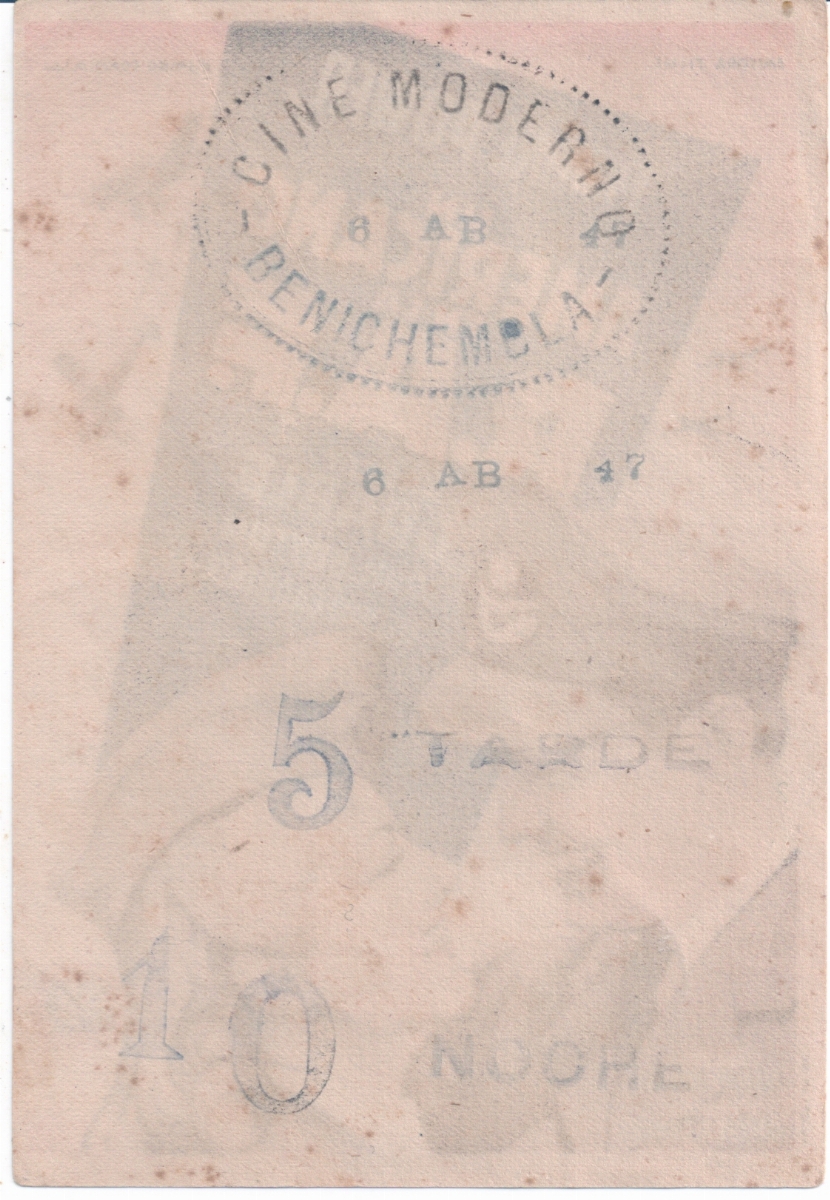 - CINE MODERNO -
6 AB 47
BENICHEMBLA
6 AB 47
5 TARDE
10 NOCHE